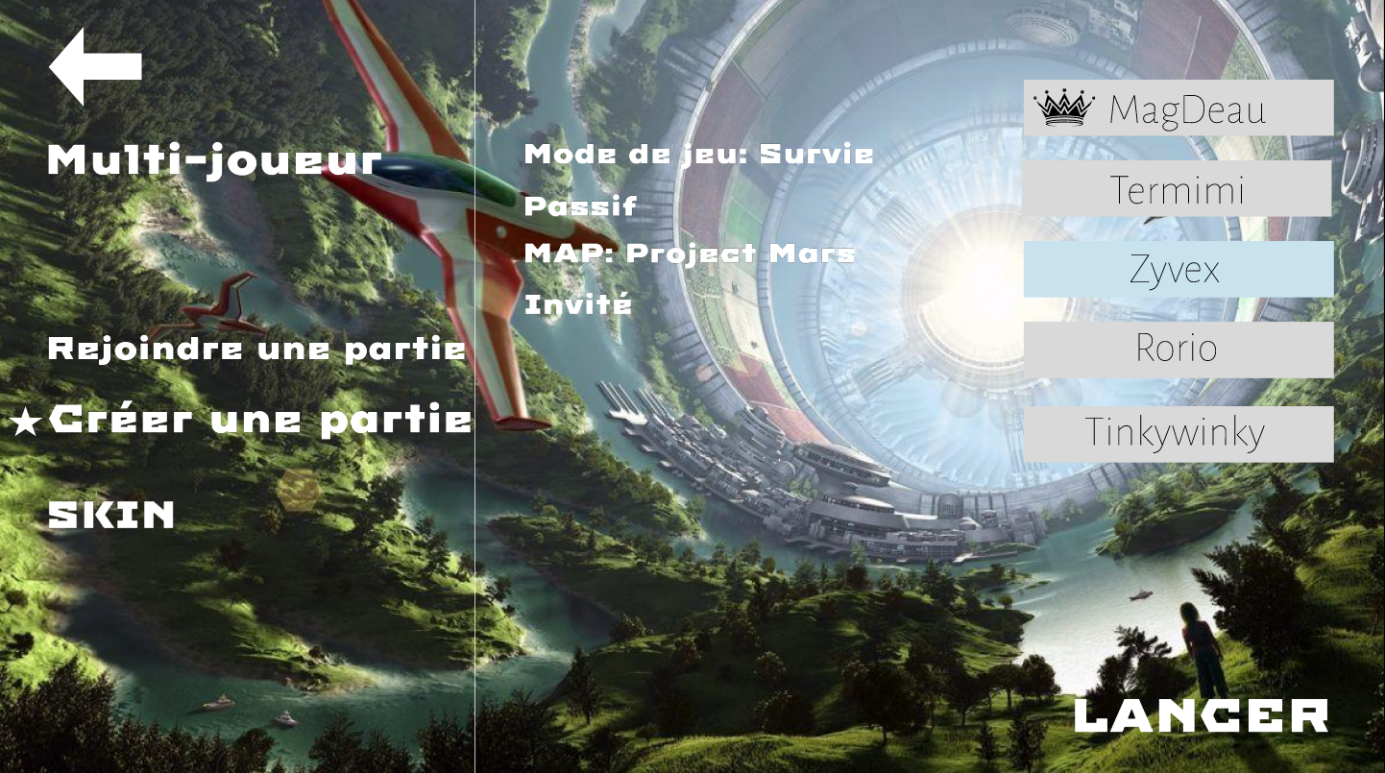 Multi-joueur
Rejoindre une partie
Créer une partie
SKIN
Mode de jeu: Survie
Passif
MAP: Project Mars
Invité
MagDeau
Termimi
Zyvex
Rorio
Tinkywinky
LANCER